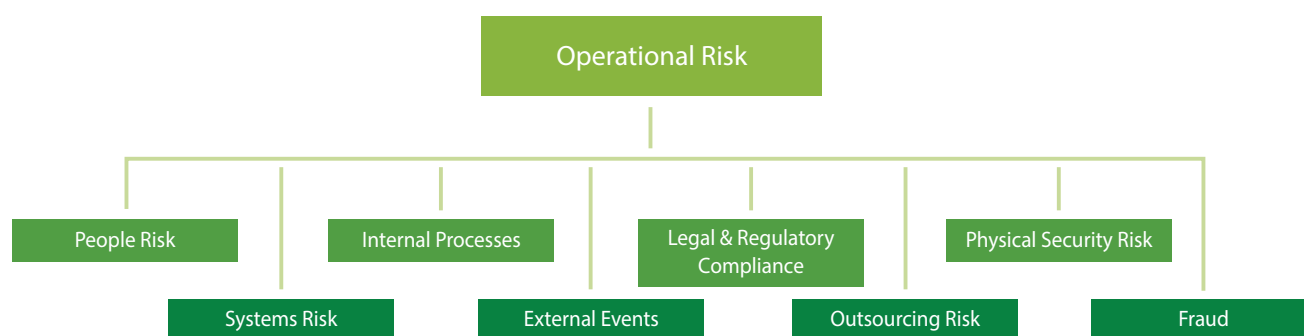 Operational Risk
People Risk
Internal Processes
Legal & Regulatory
Compliance
Physical Security Risk
Systems Risk
External Events
Outsourcing Risk
Fraud